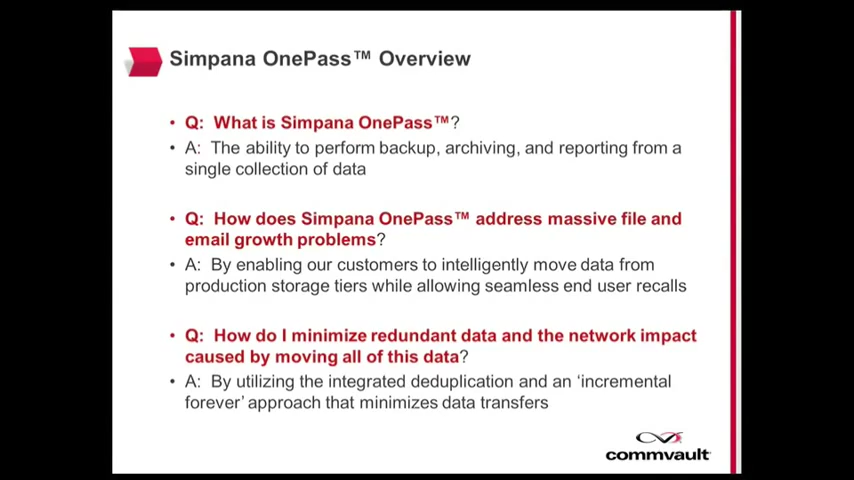 Simpana OnePass™ Overview
• Q: What is Simpana OnePass™?
• A: The ability to perform backup, archiving, and reporting from a
single collection of data
• Q: How does Simpana OnePass™ address massive file and
email growth problems?
• A: By enabling our customers to intelligently move data from
production storage tiers while allowing seamless end user recalls
• Q: How do I minimize redundant data and the network impact
caused by moving all of this data?
• A: By utilizing the integrated deduplication and an ‘incremental
forever’ approach that minimizes data transfers
commvault